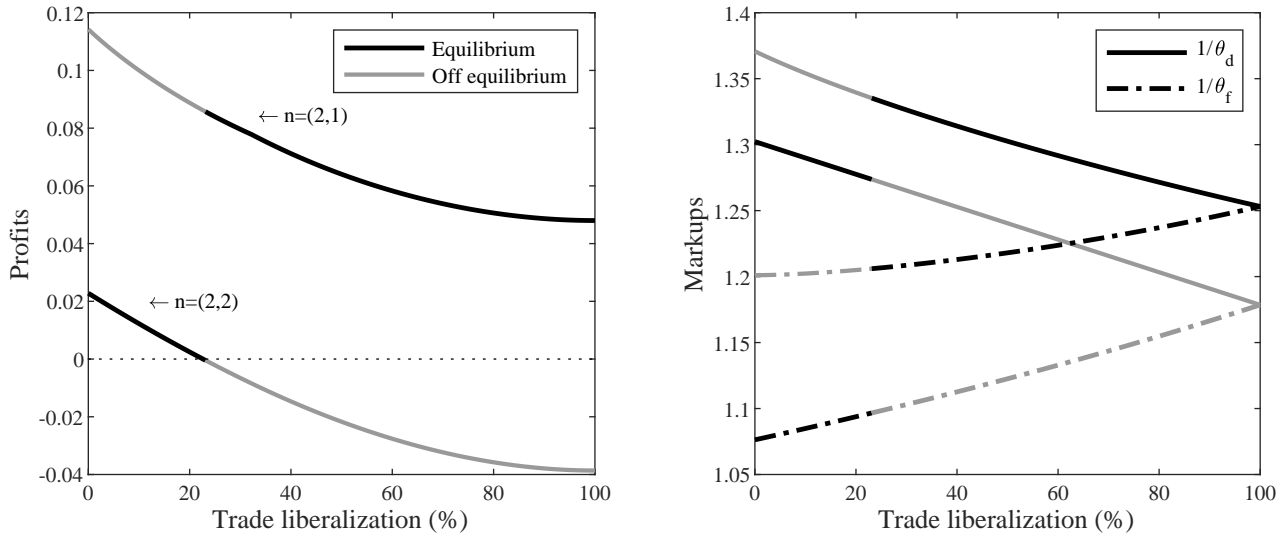 0.12
0.1
0.08
0.06
0.04
0.02
0
-0.02
-0.04
Profits
Equilibrium
Off equilibrium
← n=(2,1)
← n=(2,2)
0 20 40 60 80 100
Trade liberalization (%)
1.4
1.35
1.3
1.25
1.2
1.15
1.1
1.05
Markups
1/θ_d
1/θ_f
0 20 40 60 80 100
Trade liberalization (%)